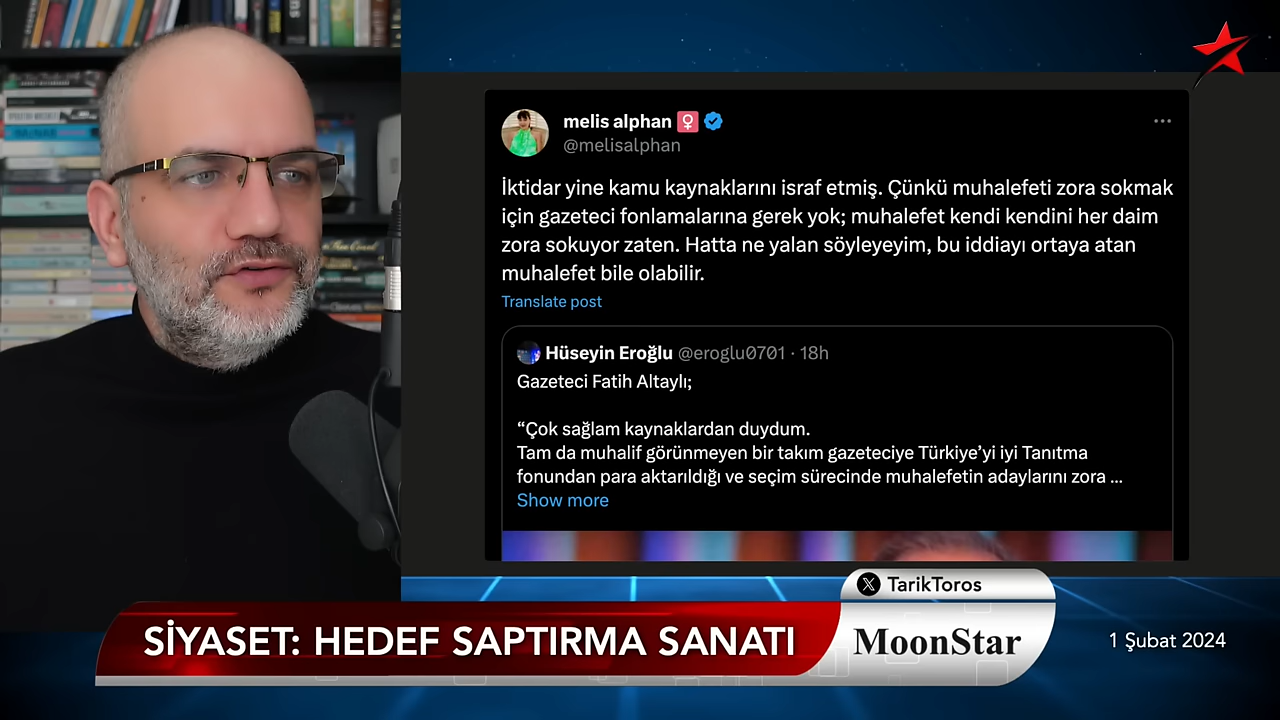 melis alphan
@melisalphan
İktidar yine kamu kaynaklarını israf etmiş. Çünkü muhalefeti zora sokmak
için gazeteci fonlamalarına gerek yok; muhalefet kendi kendini her daim
zora sokuyor zaten. Hatta ne yalan söyleyeyim, bu iddiayı ortaya atan
muhalefet bile olabilir.
Translate post
Hüseyin Eroğlu @eroglu0701 · 18h
Gazeteci Fatih Altaylı;
“Çok sağlam kaynaklardan duydum.
Tam da muhalif görünmeyen bir takım gazeteciye Türkiye’yi iyi Tanıtma
fonundan para aktarıldığı ve seçim sürecinde muhalefetin adaylarını zora ...
Show more
X TarikToros
SİYASET: HEDEF SAPTIRMA SANATI
MoonStar
1 Şubat 2024